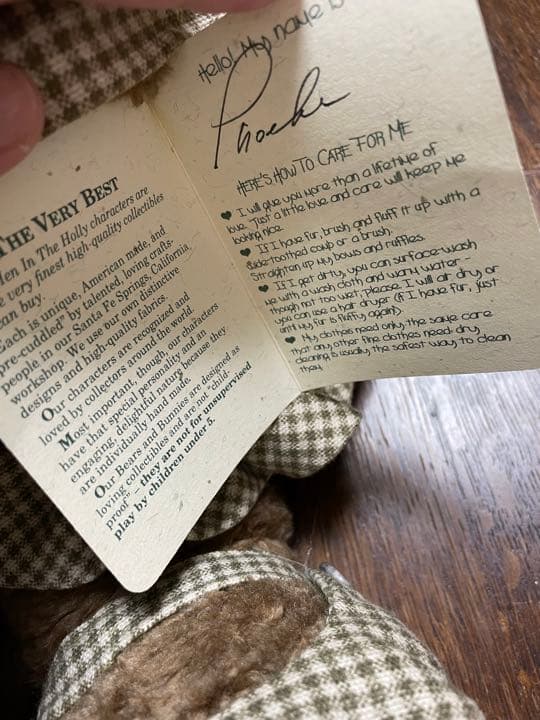 THE VERY BEST
en In The Holly characters are
e very finest high-quality collectibles
can buy.
Each is unique, American made, and
pre-cuddled" by talented, loving crafts-
people in our Santa Fe Springs, California,
workshop. We use our own distinctive
designs and high-quality fabrics.
Our characters are recognized and
loved by collectors around the world.
Most important, though, our characters
have that special personality and an
engaging, delightful nature because they
are individually hand made.
Our Bears and Bunnies are designed as
loving collectibles and are not "child-
proof" – they are not for unsupervised
play by children under 5.
Hello! My name is
Phoebe
HERE'S HOW TO CARE FOR ME
♥ I will give you more than a lifetime of
love. Just a little love and care will keep me
looking nice.
♥ If I have fur, brush and fluff it up with a
wide-toothed comb or a brush.
Straighten up my bows and ruffles.
♥ If I get dirty, you can surface-wash
me with a cloth and warm water -
though not too wet, please. I will air dry or
you can use a hair dryer (if I have fur, just
until my fur is fluffy again).
♥ My clothes need only the same care
that any other fine clothes need dry
cleaning is usually the safest way to clean
them.